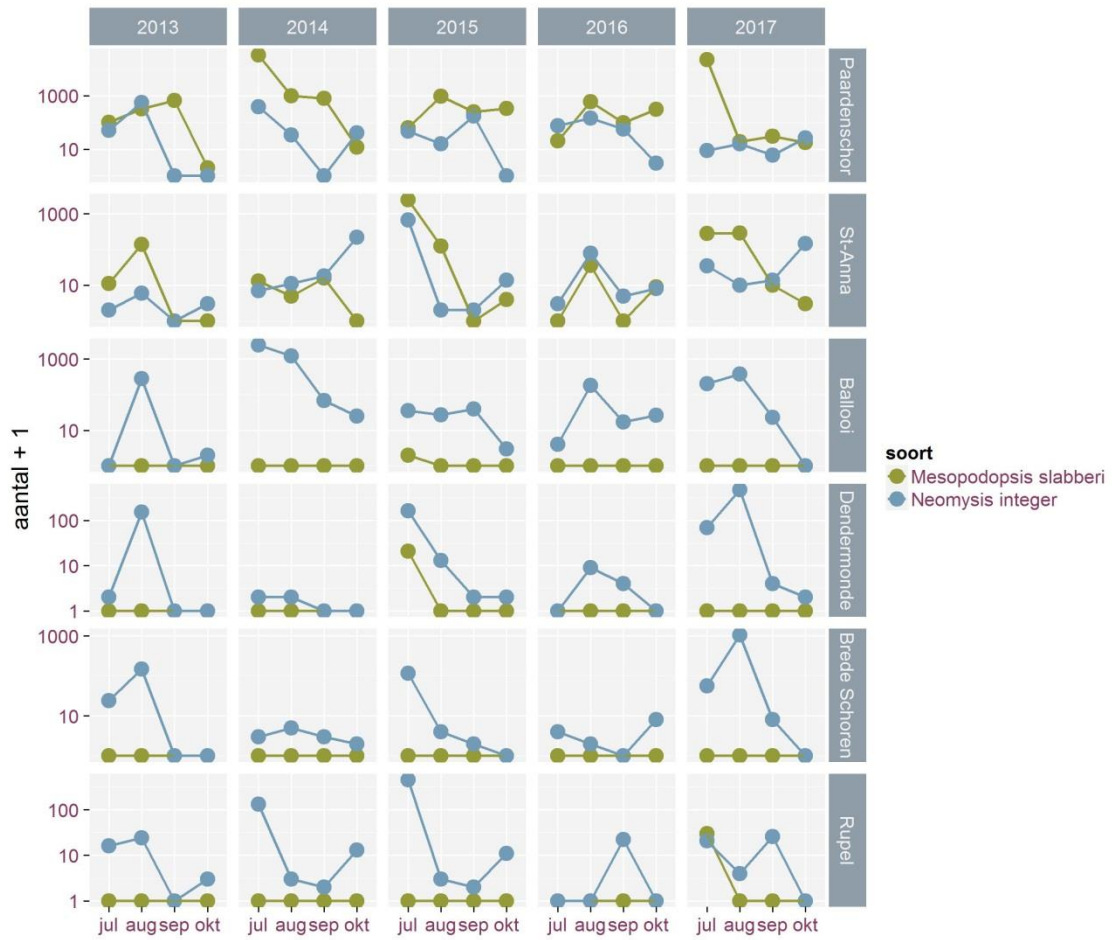 2013 2014 2015 2016 2017
aantal + 1
1000
10
Paardenschor
1000
10
St-Anna
1000
10
Ballooi
100
10
1
Dendermonde
1000
10
Brede Schoren
100
10
1
Rupel
jul aug sep okt jul aug sep okt jul aug sep okt jul aug sep okt jul aug sep okt
soort
Mesopodopsis slabberi
Neomysis integer